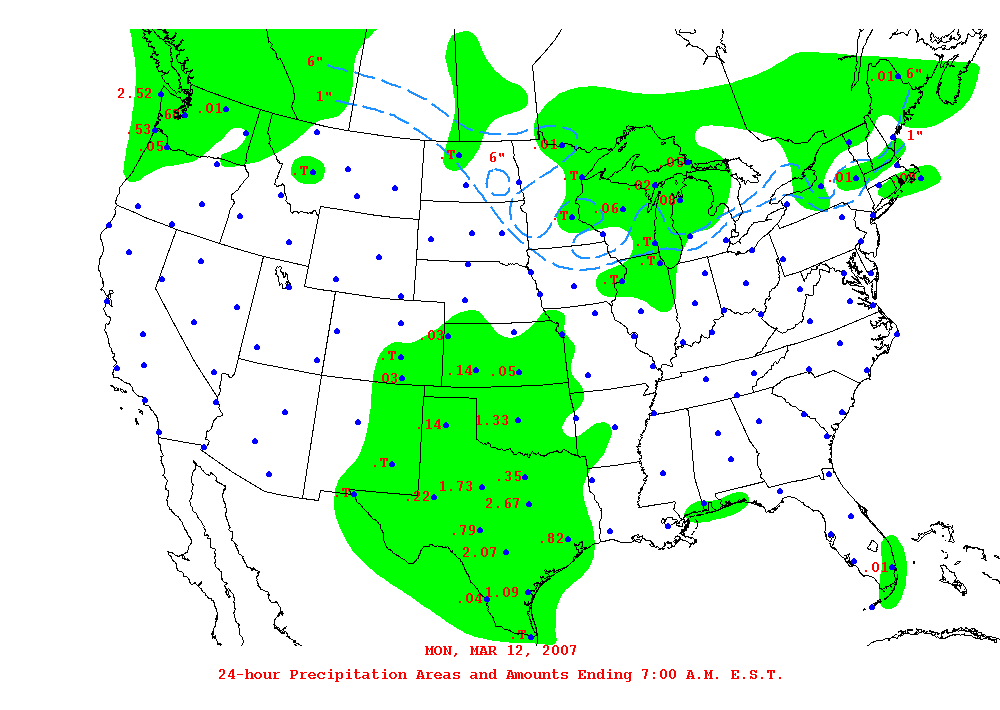 6" .01 6"
2.52 1"
.68 .01
.53 1"
.05 .01
.T 6" .09
.T .T .01
.02
.06 .00
.T
.T
.T
.T
.03
.T
.14 .05
.03
.14 1.33
.T
.35
1.73
.T .22 2.67
.79 .82
2.07
.01
1.09
.04
.T
MON, MAR 12, 2007
24-hour Precipitation Areas and Amounts Ending 7:00 A.M. E.S.T.